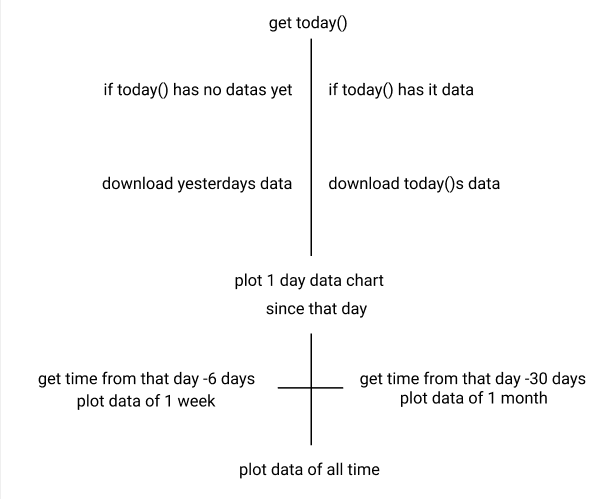 get today()
if today() has no datas yet
if today() has it data
download yesterdays data
download today()s data
plot 1 day data chart
since that day
get time from that day -6 days
plot data of 1 week
get time from that day -30 days
plot data of 1 month
plot data of all time